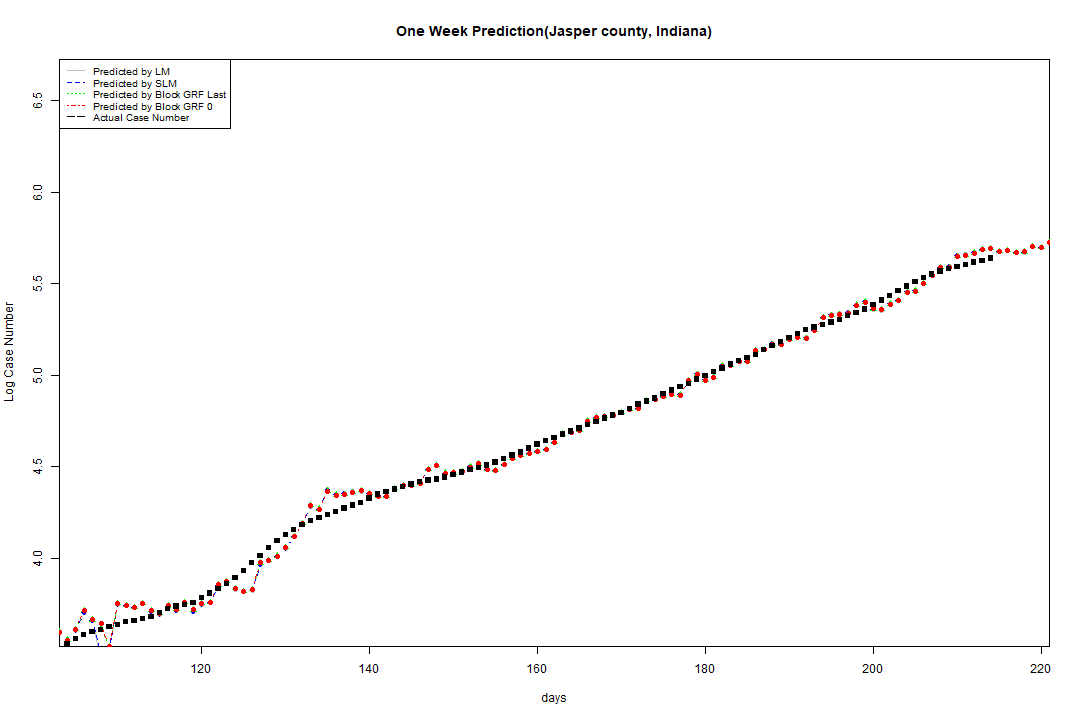 One Week Prediction(Jasper county, Indiana)
Predicted by LM
Predicted by SLM
Predicted by Block GRF Last
Predicted by Block GRF 0
Actual Case Number
6.5
6.0
5.5
5.0
4.5
4.0
Log Case Number
120 140 160 180 200 220
days